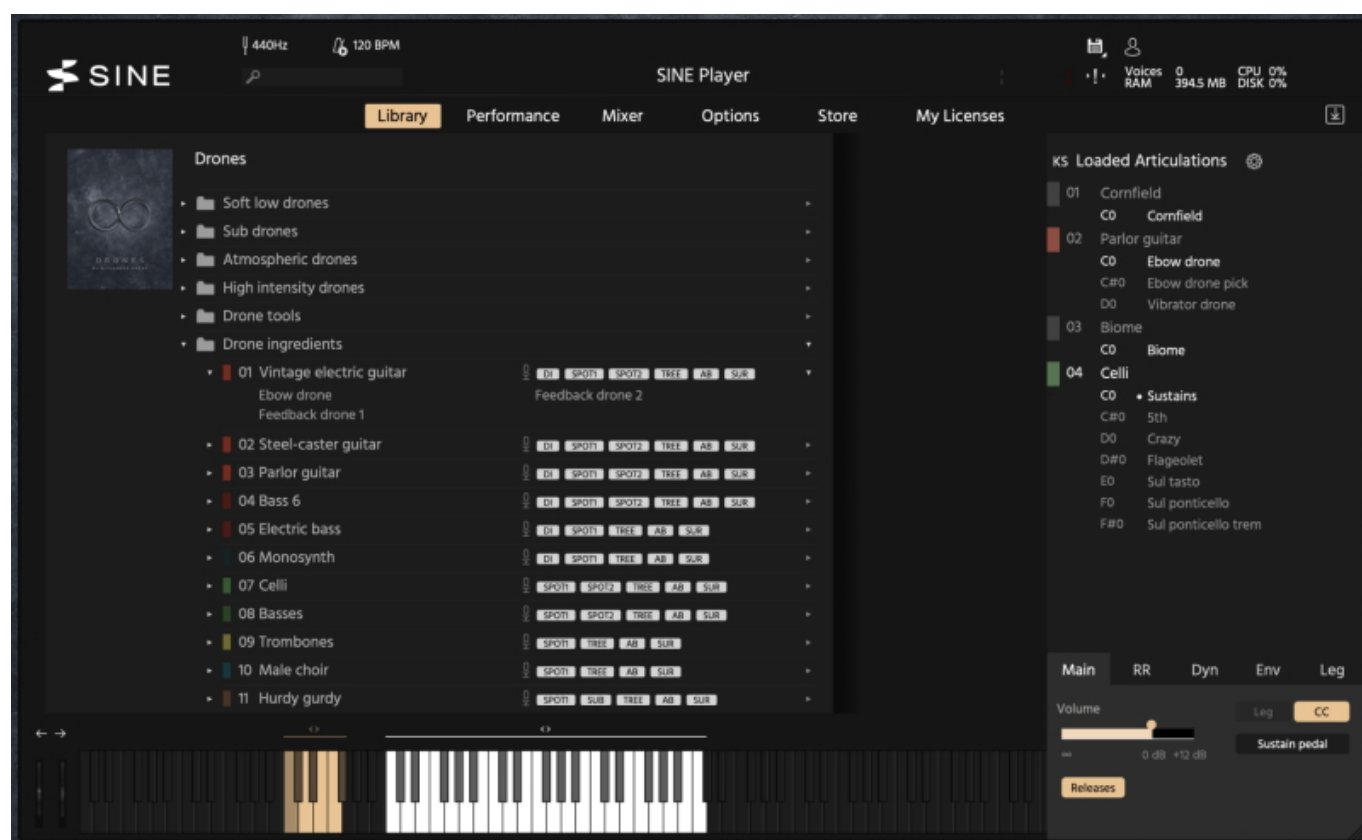 440Hz 120 BPM
SINE
SINE Player
Voices 0 CPU 0%
RAM 394.5 MB DISK 0%
Library Performance Mixer Options Store My Licenses
Drones
DRONES
Soft low drones
Sub drones
Atmospheric drones
High intensity drones
Drone tools
Drone ingredients
01 Vintage electric guitar DI SPOT1 SPOT2 TREE AB SUR
Ebow drone Feedback drone 2
Feedback drone 1
02 Steel-caster guitar DI SPOT1 SPOT2 TREE AB SUR
03 Parlor guitar DI SPOT1 SPOT2 TREE AB SUR
04 Bass 6 DI SPOT1 SPOT2 TREE AB SUR
05 Electric bass DI SPOT1 TREE AB SUR
06 Monosynth DI SPOT1 TREE AB SUR
07 Celli SPOT1 SPOT2 TREE AB SUR
08 Basses SPOT1 SPOT2 TREE AB SUR
09 Trombones SPOT1 TREE AB SUR
10 Male choir SPOT1 TREE AB SUR
11 Hurdy gurdy SPOT1 SUB TREE AB SUR
KS Loaded Articulations
01 Cornfield
C0 Cornfield
02 Parlor guitar
C0 Ebow drone
C#0 Ebow drone pick
D0 Vibrator drone
03 Biome
C0 Biome
04 Celli
C0 • Sustains
C#0 5th
D0 Crazy
D#0 Flageolet
E0 Sul tasto
F0 Sul ponticello
F#0 Sul ponticello trem
Main RR Dyn Env Leg
Volume
Leg CC
-∞ 0 dB +12 dB
Sustain pedal
Releases